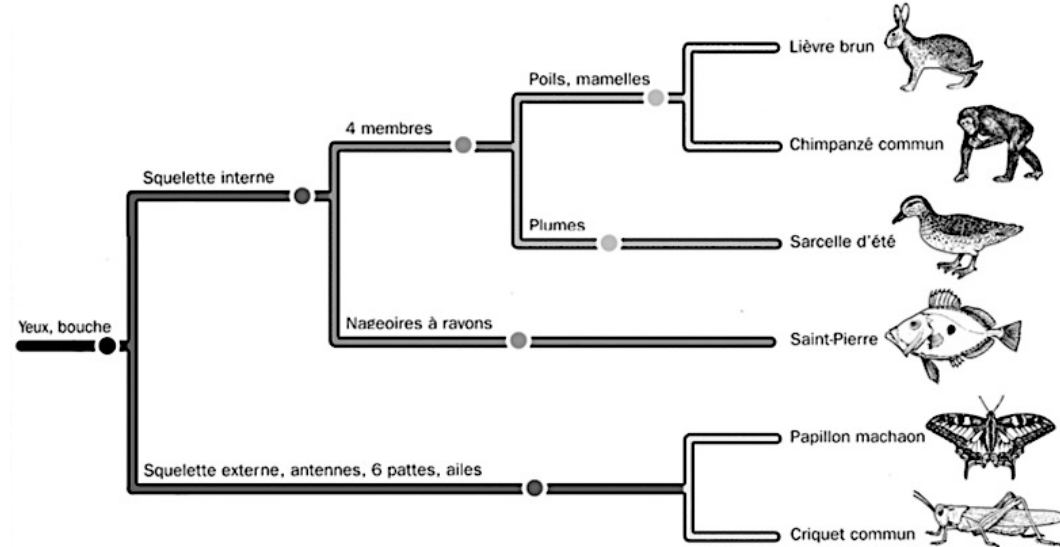 Lièvre brun
Poils, mamelles
4 membres
Chimpanzé commun
Squelette interne
Plumes
Sarcelle d'été
Yeux, bouche
Nageoires à rayons
Saint-Pierre
Papillon machaon
Squelette externe, antennes, 6 pattes, ailes
Criquet commun